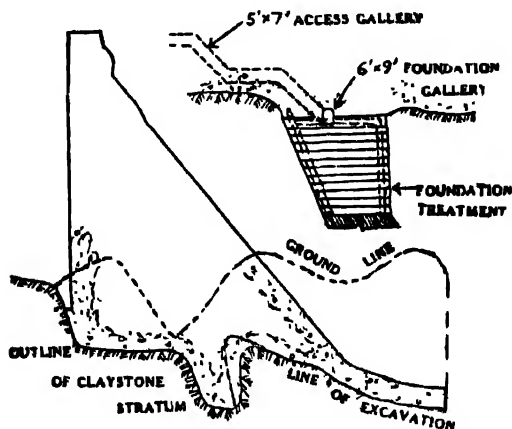 5'×7' ACCESS GALLERY
6'×9' FOUNDATION
GALLERY
FOUNDATION
TREATMENT
GROUND LINE
OUTLINE
OF CLAYSTONE
STRATUM
LINE OF EXCAVATION